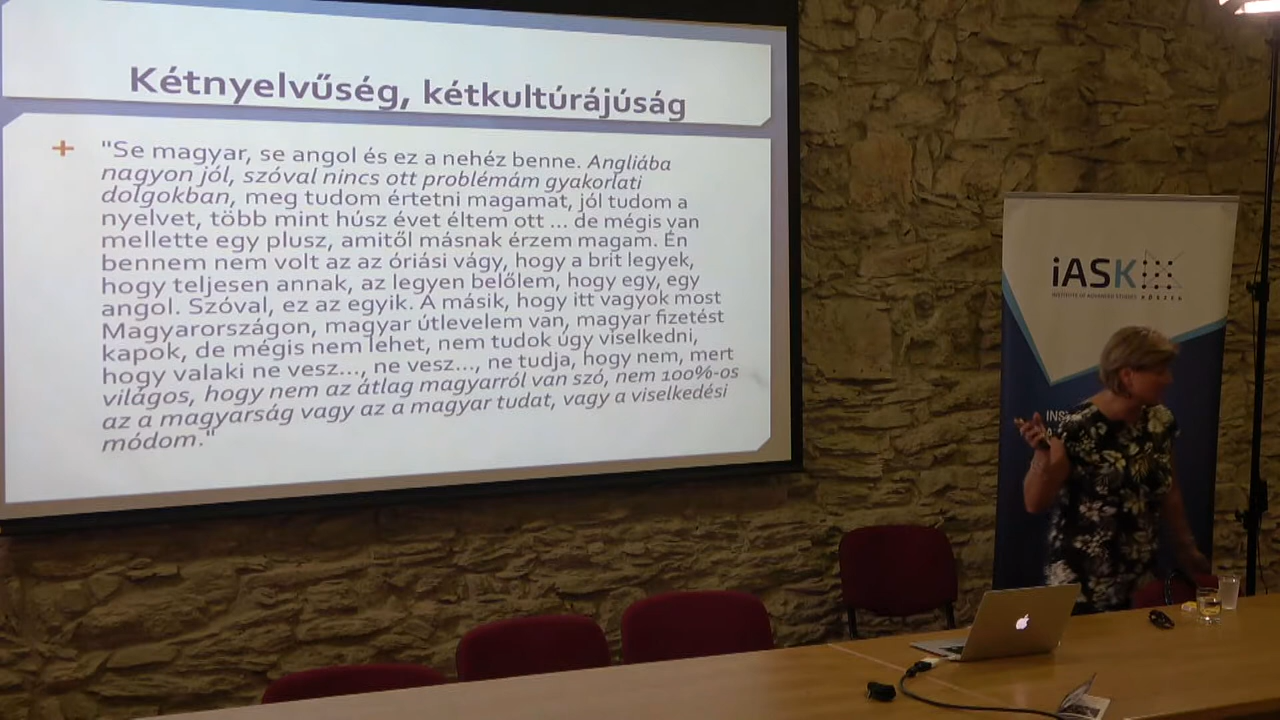 Kétnyelvűség, kétkultúrájúság
"Se magyar, se angol és ez a nehéz benne. Angliába
nagyon jól, szóval nincs ott problémám gyakorlati
dolgokban, meg tudom értetni magamat, jól tudom a
nyelvet, több mint húsz évet éltem ott ... de mégis van
mellette egy plusz, amitől másnak érzem magam. Én
bennem nem volt az az óriási vágy, hogy a brit legyek,
hogy teljesen annak, az legyen belőlem, hogy egy, egy
angol. Szóval, ez az egyik. A másik, hogy itt vagyok most
Magyarországon, magyar útlevelem van, magyar fizetést
kapok, de mégis nem lehet, nem tudok úgy viselkedni,
hogy valaki ne vesz..., ne vesz..., ne tudja, hogy nem, mert
világos, hogy nem az átlag magyarról van szó, nem 100%-os
az a magyarság vagy az a magyar tudat, vagy a viselkedési
módom."
iASK
INSTITUTE OF ADVANCED STUDIES KŐSZEG